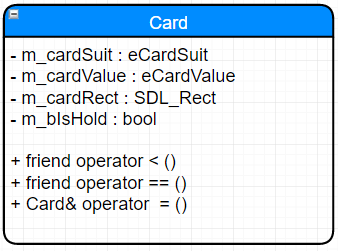 Card
- m_cardSuit : eCardSuit
- m_cardValue : eCardValue
- m_cardRect : SDL_Rect
- m_bIsHold : bool
+ friend operator < ()
+ friend operator == ()
+ Card& operator = ()